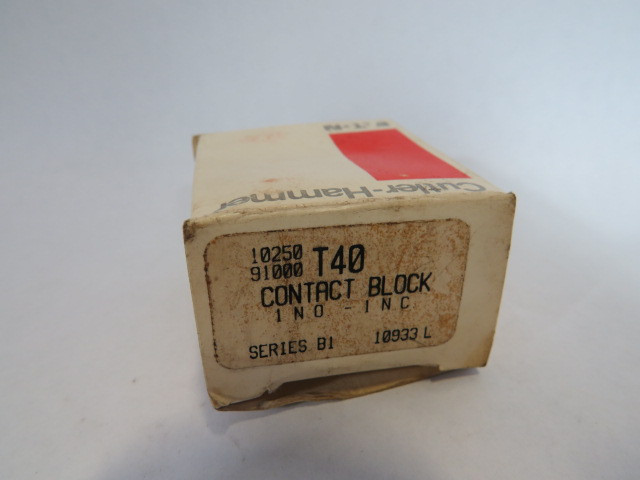 E·T·N
Cutler-Hammer
10250
91000 T40
CONTACT BLOCK
1NO - 1NC
SERIES B1 10933 L